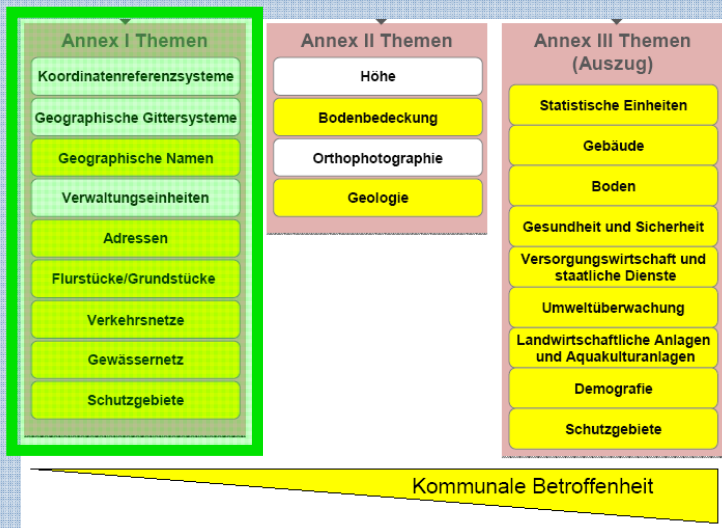 Annex I Themen
Koordinatenreferenzsysteme
Geographische Gittersysteme
Geographische Namen
Verwaltungseinheiten
Adressen
Flurstücke/Grundstücke
Verkehrsnetze
Gewässernetz
Schutzgebiete
Annex II Themen
Höhe
Bodenbedeckung
Orthophotographie
Geologie
Annex III Themen
(Auszug)
Statistische Einheiten
Gebäude
Boden
Gesundheit und Sicherheit
Versorgungswirtschaft und
staatliche Dienste
Umweltüberwachung
Landwirtschaftliche Anlagen
und Aquakulturanlagen
Demografie
Schutzgebiete
Kommunale Betroffenheit